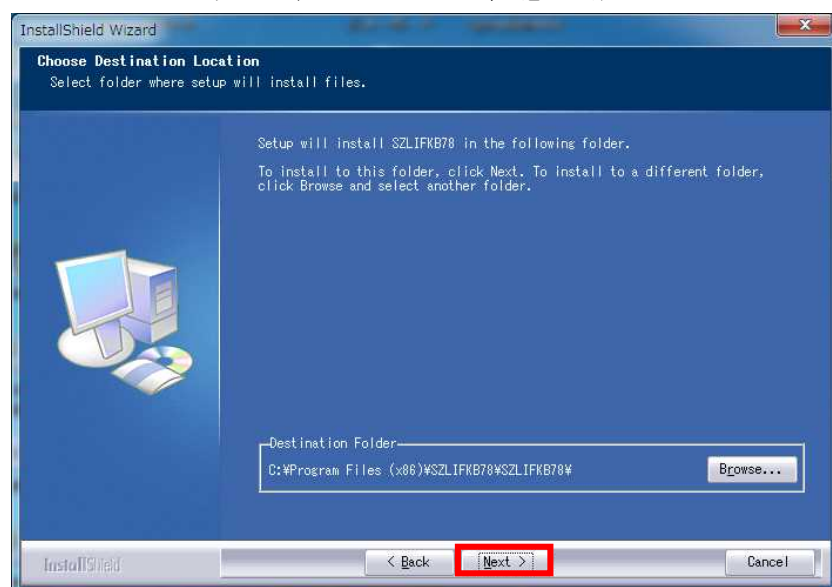 InstallShield Wizard
Choose Destination Location
Select folder where setup will install files.
Setup will install SZLIFKB78 in the following folder.
To install to this folder, click Next. To install to a different folder,
click Browse and select another folder.
Destination Folder
C:¥Program Files (x86)¥SZLIFKB78¥SZLIFKB78¥
Browse...
InstallShield
< Back
Next >
Cancel